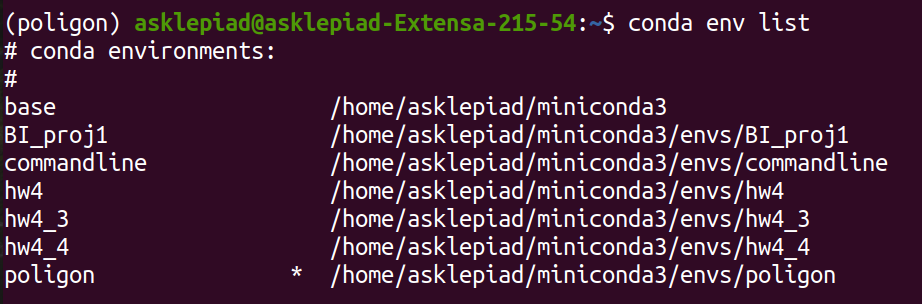 (poligon) asklepiad@asklepiad-Extensa-215-54:~$ conda env list
# conda environments:
#
base                     /home/asklepiad/miniconda3
BI_proj1                 /home/asklepiad/miniconda3/envs/BI_proj1
commandline              /home/asklepiad/miniconda3/envs/commandline
hw4                      /home/asklepiad/miniconda3/envs/hw4
hw4_3                    /home/asklepiad/miniconda3/envs/hw4_3
hw4_4                    /home/asklepiad/miniconda3/envs/hw4_4
poligon               *  /home/asklepiad/miniconda3/envs/poligon